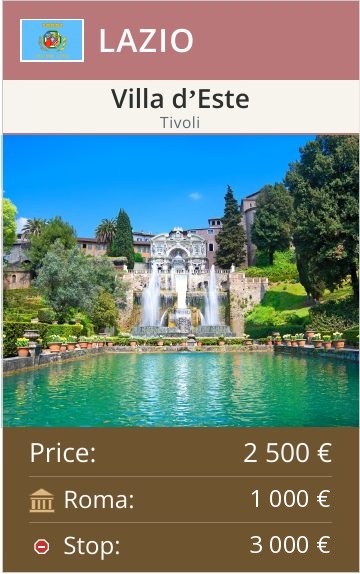 LAZIO
Villa d’Este
Tivoli
Price: 2 500 €
Roma: 1 000 €
Stop: 3 000 €